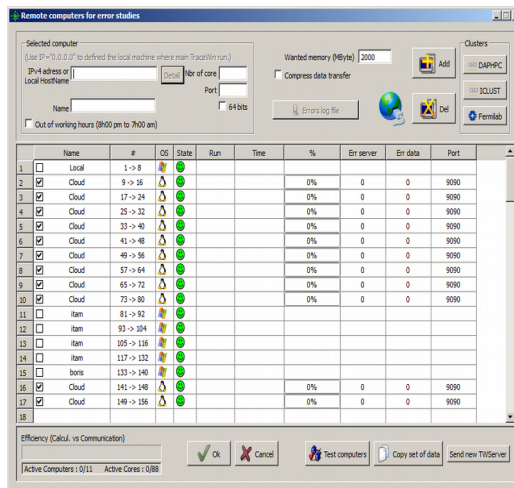 Remote computers for error studies
Selected computer
(Use IP="0.0.0.0" to defined the local machine where main TraceWin run.)
IPv4 adress or Local HostName
Detail
Nbr of core
Port
Name
64 bits
Out of working hours (8h00 pm to 7h00 am)
Wanted memory (MByte) 2000
Compress data transfer
Errors log file
Add
Del
Clusters
DAPHPC
ICLUST
Fermilab
Name # OS State Run Time % Err server Err data Port
1 Local 1 -> 8
2 Cloud 9 -> 16 0% 0 0 9090
3 Cloud 17 -> 24 0% 0 0 9090
4 Cloud 25 -> 32 0% 0 0 9090
5 Cloud 33 -> 40 0% 0 0 9090
6 Cloud 41 -> 48 0% 0 0 9090
7 Cloud 49 -> 56 0% 0 0 9090
8 Cloud 57 -> 64 0% 0 0 9090
9 Cloud 65 -> 72 0% 0 0 9090
10 Cloud 73 -> 80 0% 0 0 9090
11 itam 81 -> 92
12 itam 93 -> 104
13 itam 105 -> 116
14 itam 117 -> 132
15 boris 133 -> 140
16 Cloud 141 -> 148 0% 0 0 9090
17 Cloud 149 -> 156 0% 0 0 9090
18
Efficiency (Calcul. vs Communication)
Active Computers : 0/11 Active Cores : 0/88
Ok
Cancel
Test computers
Copy set of data
Send new TWServer